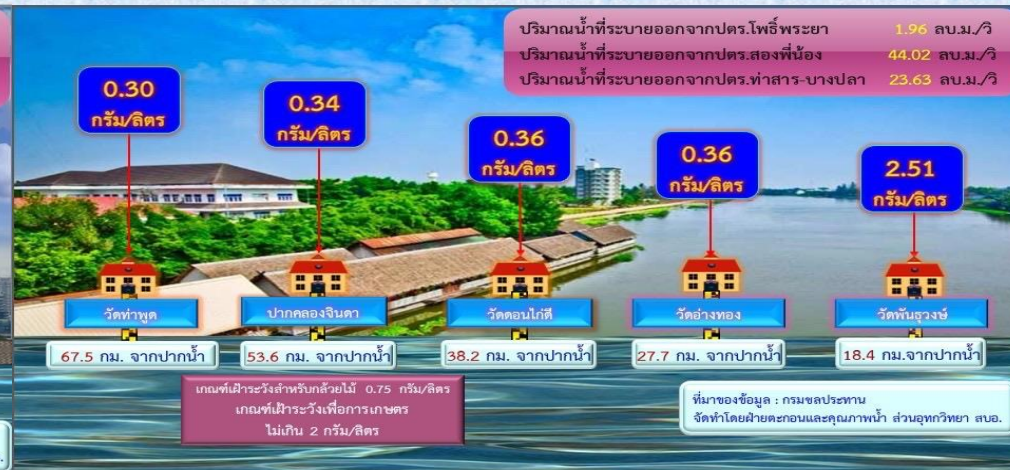 ปริมาณน้ำที่ระบายออกจากปตร.โพธิ์พระยา 1.96 ลบ.ม./วิ
ปริมาณน้ำที่ระบายออกจากปตร.สองพี่น้อง 44.02 ลบ.ม./วิ
ปริมาณน้ำที่ระบายออกจากปตร.ท่าสาร-บางปลา 23.63 ลบ.ม./วิ
0.30
กรัม/ลิตร
0.34
กรัม/ลิตร
0.36
กรัม/ลิตร
0.36
กรัม/ลิตร
2.51
กรัม/ลิตร
วัดท่าพูด
ปากคลองจินดา
วัดดอนไก่ดี
วัดอ่างทอง
วัดพันธุวงษ์
67.5 กม. จากปากน้ำ
53.6 กม. จากปากน้ำ
38.2 กม. จากปากน้ำ
27.7 กม. จากปากน้ำ
18.4 กม.จากปากน้ำ
เกณฑ์เฝ้าระวังสำหรับกล้วยไม้ 0.75 กรัม/ลิตร
เกณฑ์เฝ้าระวังเพื่อการเกษตร
ไม่เกิน 2 กรัม/ลิตร
ที่มาของข้อมูล : กรมชลประทาน
จัดทำโดยฝ่ายตะกอนและคุณภาพน้ำ ส่วนอุทกวิทยา สบอ.